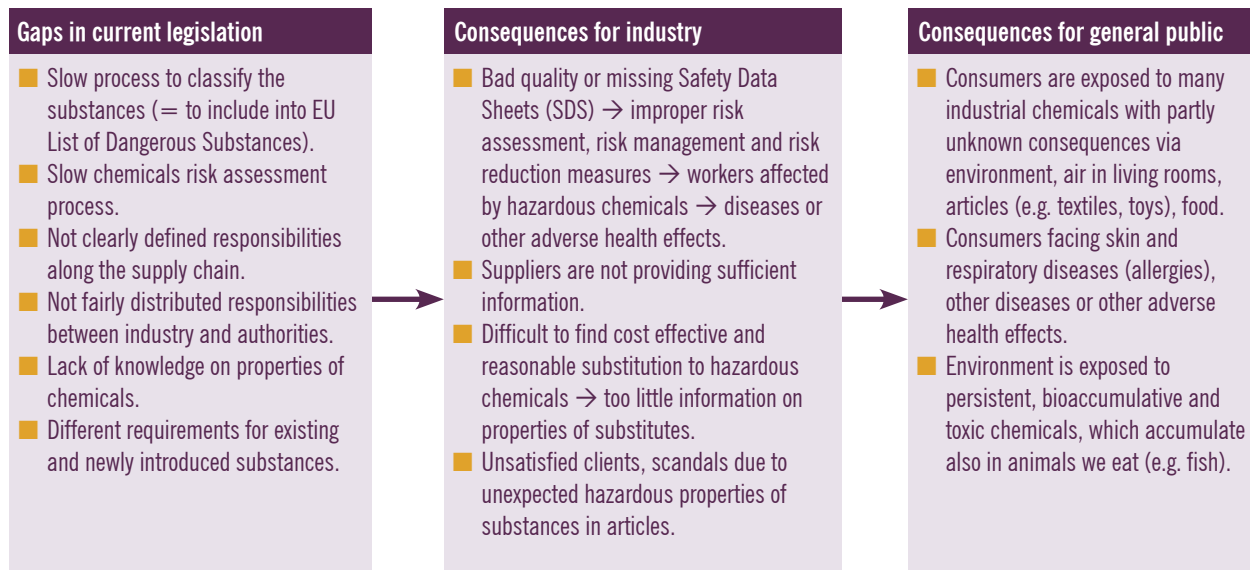 Gaps in current legislation
Slow process to classify the
substances (= to include into EU
List of Dangerous Substances).
Slow chemicals risk assessment
process.
Not clearly defined responsibilities
along the supply chain.
Not fairly distributed responsibilities
between industry and authorities.
Lack of knowledge on properties of
chemicals.
Different requirements for existing
and newly introduced substances.
Consequences for industry
Bad quality or missing Safety Data
Sheets (SDS) → improper risk
assessment, risk management and risk
reduction measures → workers affected
by hazardous chemicals → diseases or
other adverse health effects.
Suppliers are not providing sufficient
information.
Difficult to find cost effective and
reasonable substitution to hazardous
chemicals → too little information on
properties of substitutes.
Unsatisfied clients, scandals due to
unexpected hazardous properties of
substances in articles.
Consequences for general public
Consumers are exposed to many
industrial chemicals with partly
unknown consequences via
environment, air in living rooms,
articles (e.g. textiles, toys), food.
Consumers facing skin and
respiratory diseases (allergies),
other diseases or other adverse
health effects.
Environment is exposed to
persistent, bioaccumulative and
toxic chemicals, which accumulate
also in animals we eat (e.g. fish).